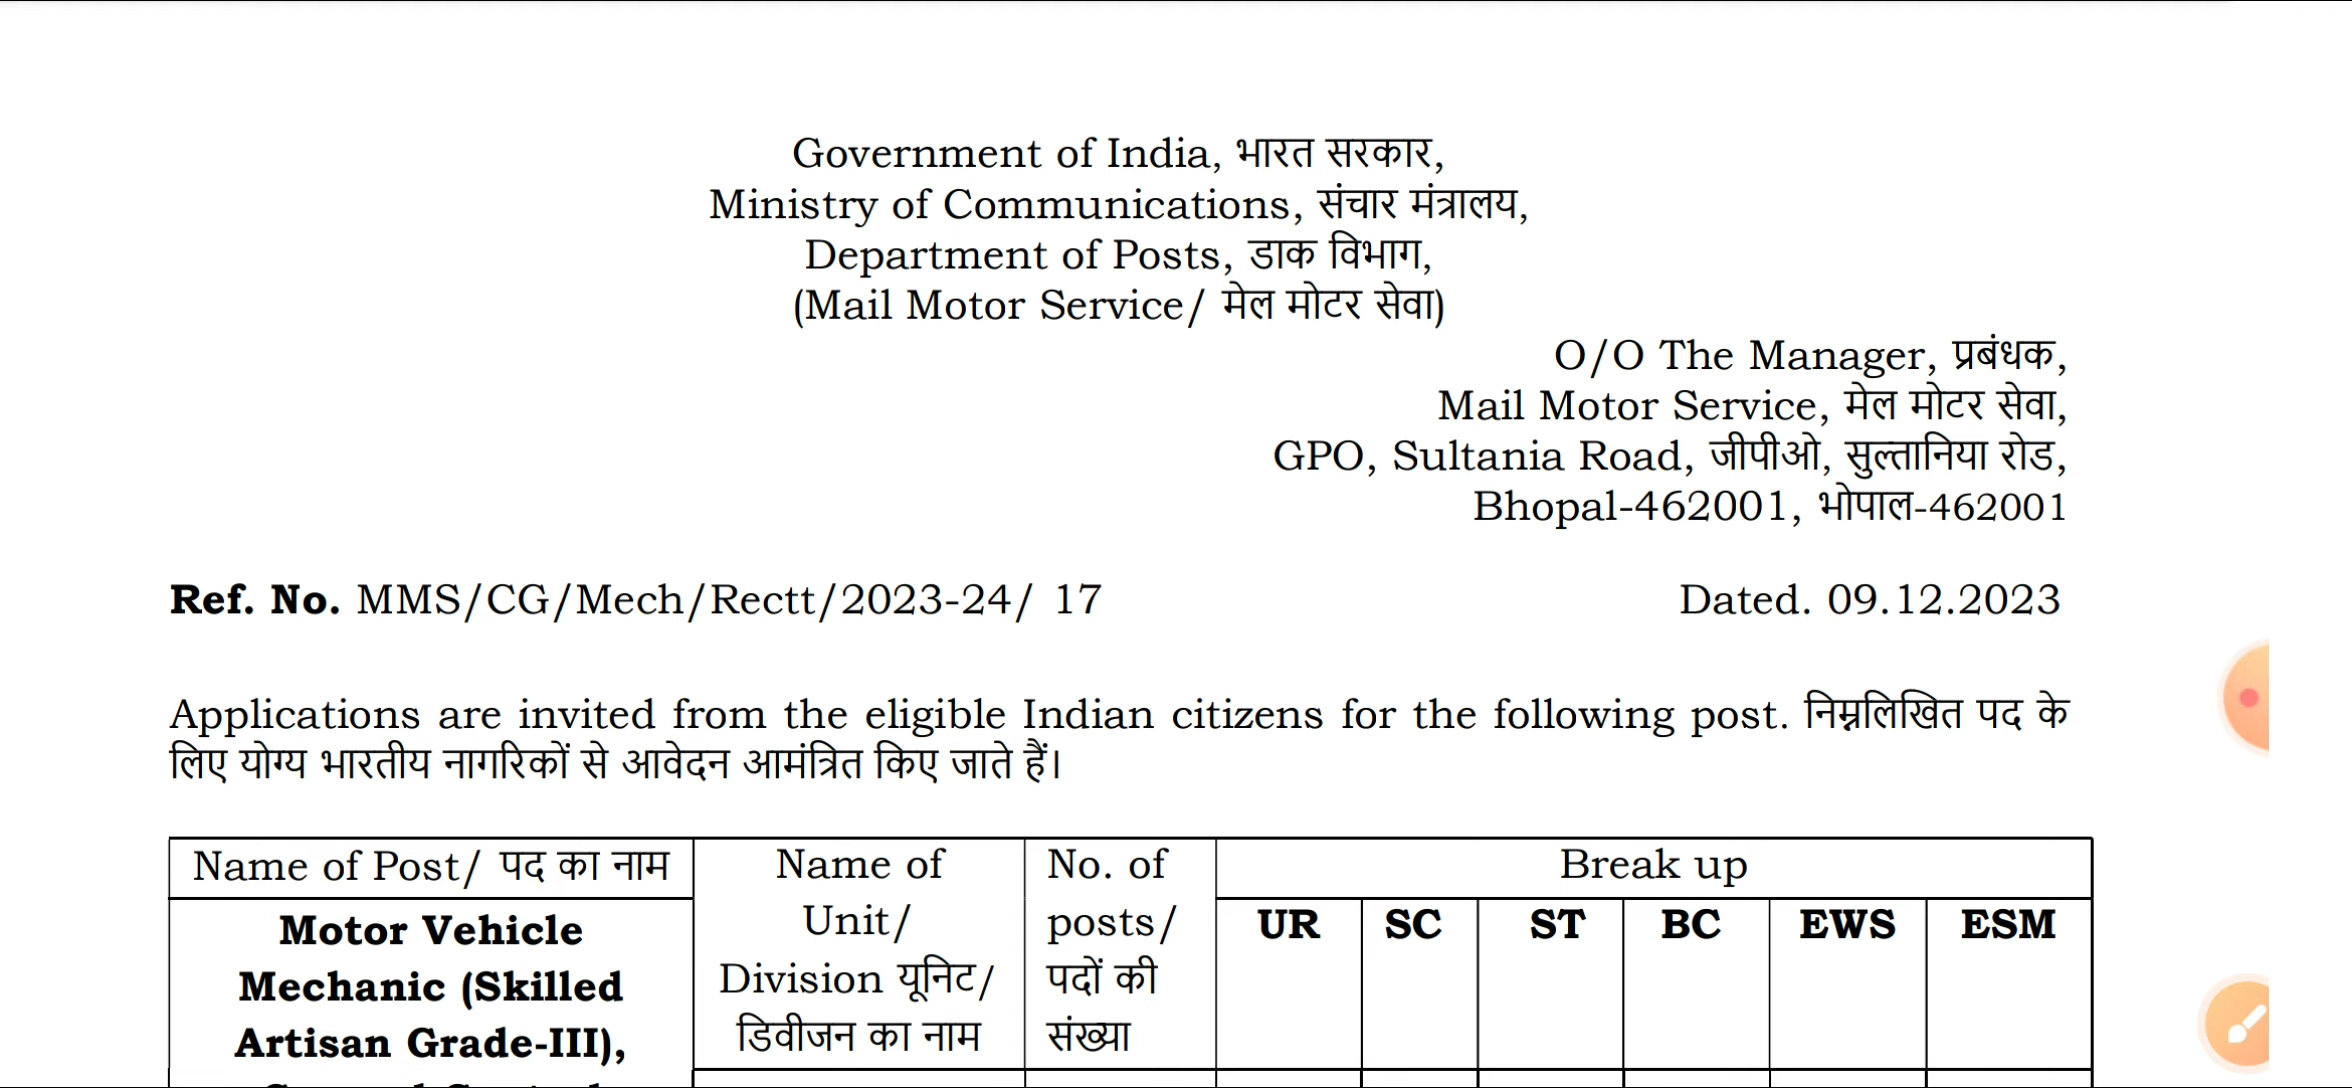 Government of India, भारत सरकार,
Ministry of Communications, संचार मंत्रालय,
Department of Posts, डाक विभाग,
(Mail Motor Service/ मेल मोटर सेवा)
O/O The Manager, प्रबंधक,
Mail Motor Service, मेल मोटर सेवा,
GPO, Sultania Road, जीपीओ, सुल्तानिया रोड,
Bhopal-462001, भोपाल-462001
Ref. No. MMS/CG/Mech/Rectt/2023-24/ 17 Dated. 09.12.2023
Applications are invited from the eligible Indian citizens for the following post. निम्नलिखित पद के
लिए योग्य भारतीय नागरिकों से आवेदन आमंत्रित किए जाते हैं।
Name of Post/ पद का नाम
Motor Vehicle
Mechanic (Skilled
Artisan Grade-III),
Name of
Unit/
Division यूनिट/
डिवीजन का नाम
No. of
posts/
पदों की
संख्या
Break up
UR SC ST BC EWS ESM